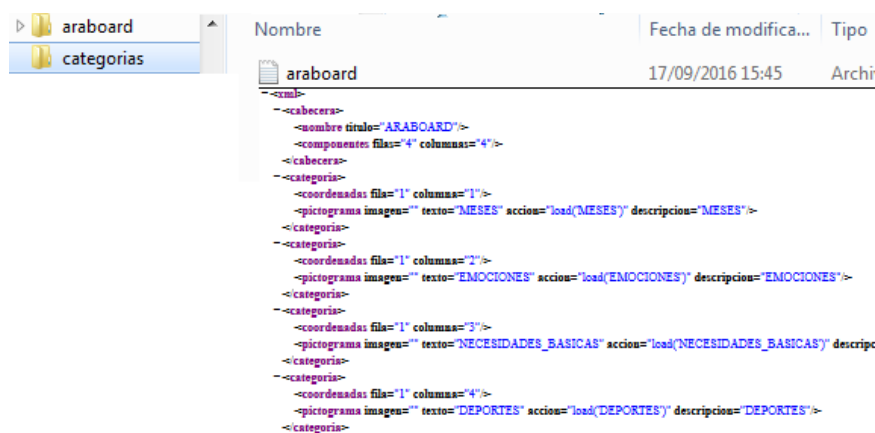 araboard
categorias
Nombre Fecha de modifica... Tipo
araboard 17/09/2016 15:45 Archi
-<xml>
-<cabecera>
<nombre titulo="ARABOARD"/>
<componentes filas="4" columnas="4"/>
</cabecera>
-<categoria>
<coordenadas fila="1" columna="1"/>
<pictograma imagen="" texto="MESES" accion="load('MESES')" descripcion="MESES"/>
</categoria>
-<categoria>
<coordenadas fila="1" columna="2"/>
<pictograma imagen="" texto="EMOCIONES" accion="load('EMOCIONES')" descripcion="EMOCIONES"/>
</categoria>
-<categoria>
<coordenadas fila="1" columna="3"/>
<pictograma imagen="" texto="NECESIDADES_BASICAS" accion="load('NECESIDADES_BASICAS')" descripc
</categoria>
-<categoria>
<coordenadas fila="1" columna="4"/>
<pictograma imagen="" texto="DEPORTES" accion="load('DEPORTES')" descripcion="DEPORTES"/>
</categoria>